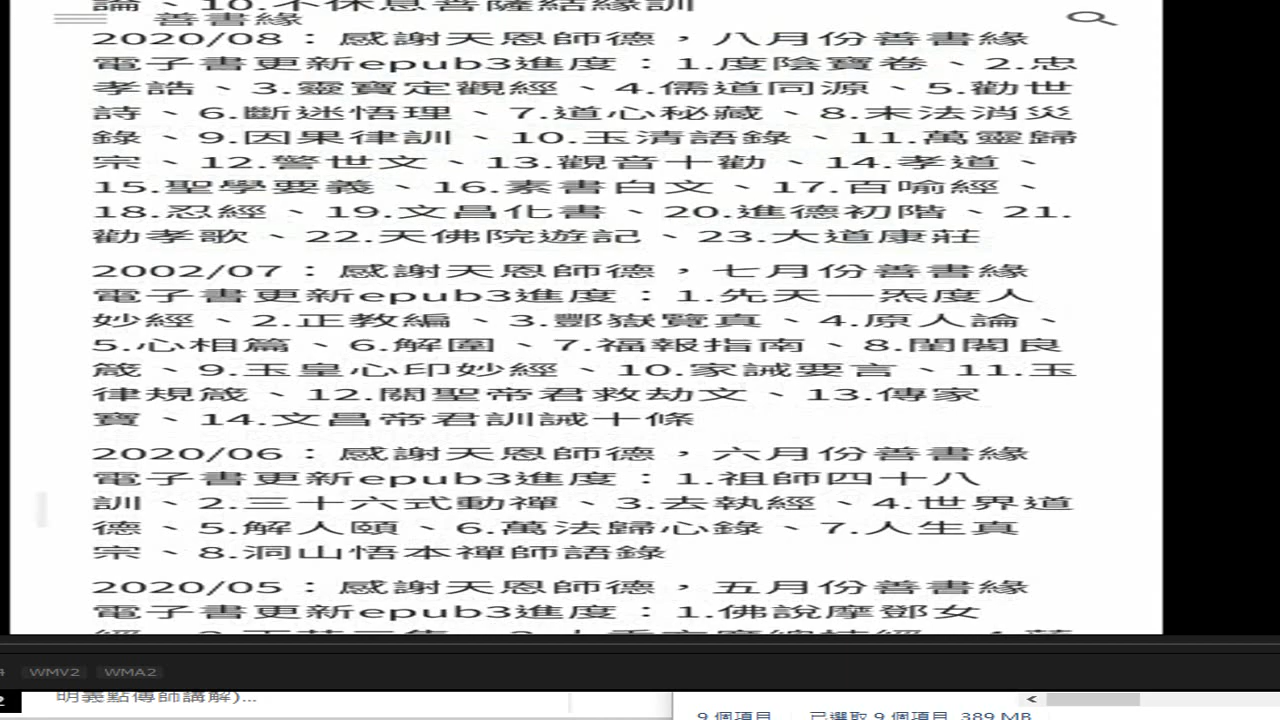 論、10.不休息菩薩結緣訓
善書緣
2020/08：感謝天恩師德，八月份善書緣
電子書更新epub3進度：1.度陰寶卷、2.忠
孝誥、3.靈寶定觀經、4.儒道同源、5.勸世
詩、6.斷迷悟理、7.道心秘藏、8.末法消災
錄、9.因果律訓、10.玉清語錄、11.萬靈歸
宗、12.警世文、13.觀音十勸、14.孝道、
15.聖學要義、16.素書白文、17.百喻經、
18.忍經、19.文昌化書、20.進德初階、21.
勸孝歌、22.天佛院遊記、23.大道康莊
2002/07：感謝天恩師德，七月份善書緣
電子書更新epub3進度：1.先天一炁度人
妙經、2.正教編、3.酆嶽覽真、4.原人論、
5.心相篇、6.解圍、7.福報指南、8.閨閣良
箴、9.玉皇心印妙經、10.家誡要言、11.玉
律規箴、12.關聖帝君救劫文、13.傳家
寶、14.文昌帝君訓誡十條
2020/06：感謝天恩師德，六月份善書緣
電子書更新epub3進度：1.祖師四十八
訓、2.三十六式動禪、3.去執經、4.世界道
德、5.解人頤、6.萬法歸心錄、7.人生真
宗、8.洞山悟本禪師語錄
2020/05：感謝天恩師德，五月份善書緣
電子書更新epub3進度：1.佛說摩鄧女
WMV2 WMA2
明義點傳師講解)...
9 個項目 已選取 9 個項目 389 MB